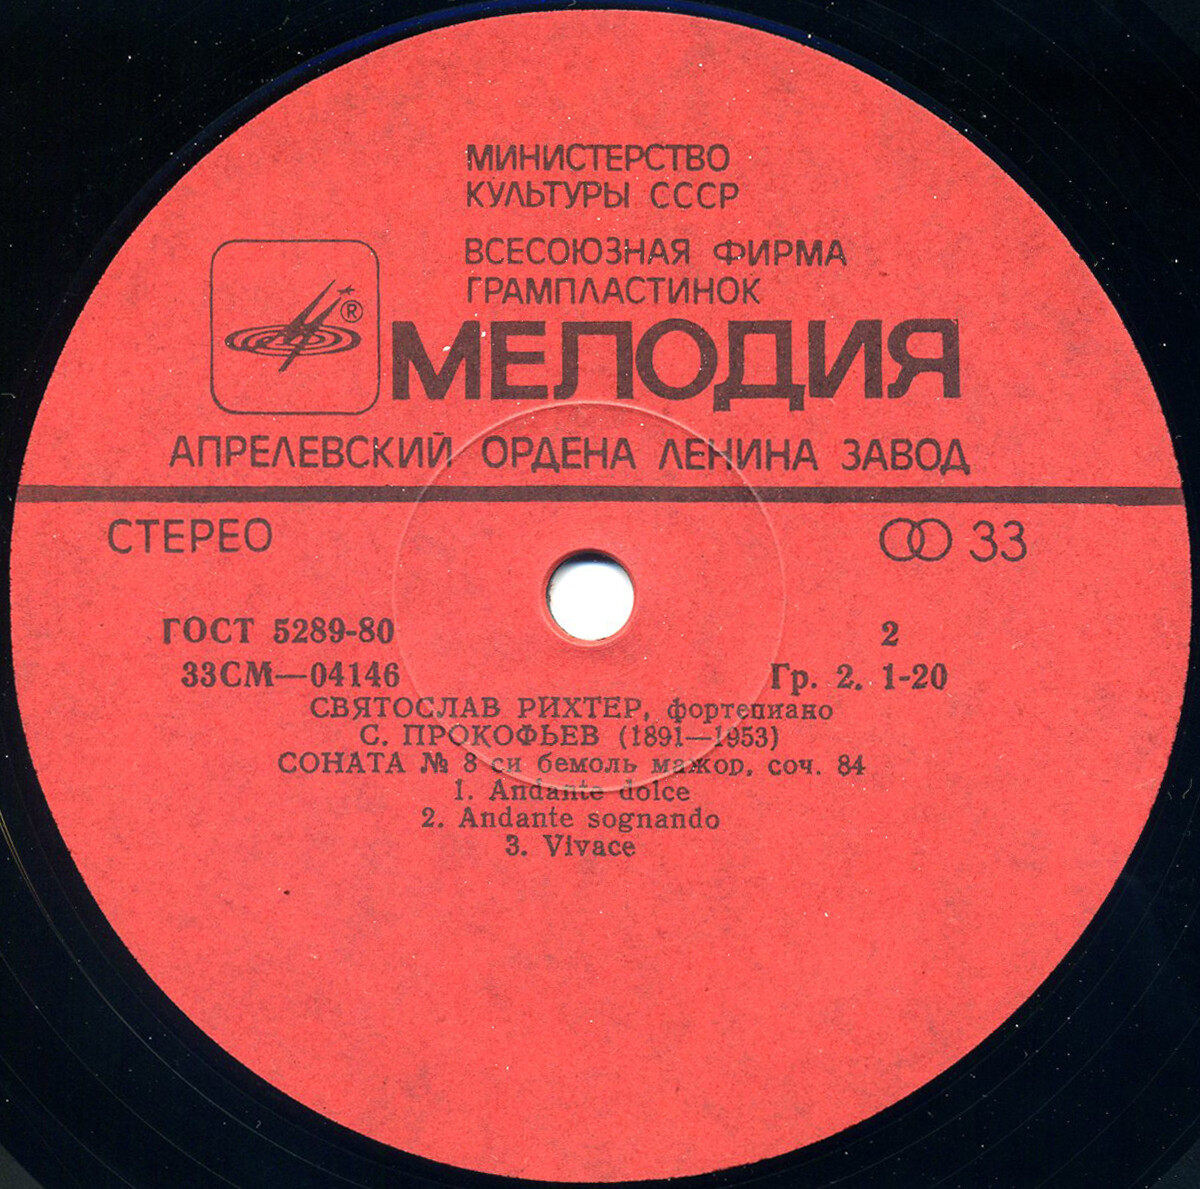 МИНИСТЕРСТВО
КУЛЬТУРЫ СССР
ВСЕСОЮЗНАЯ ФИРМА
ГРАМПЛАСТИНОК
®
МЕЛОДИЯ
АПРЕЛЕВСКИЙ ОРДЕНА ЛЕНИНА ЗАВОД
СТЕРЕО 33
ГОСТ 5289-80 2
33СМ—04146 Гр. 2. 1-20
СВЯТОСЛАВ РИХТЕР, фортепиано
С. ПРОКОФЬЕВ (1891—1953)
СОНАТА № 8 си бемоль мажор, соч. 84
1. Andante dolce
2. Andante sognando
3. Vivace